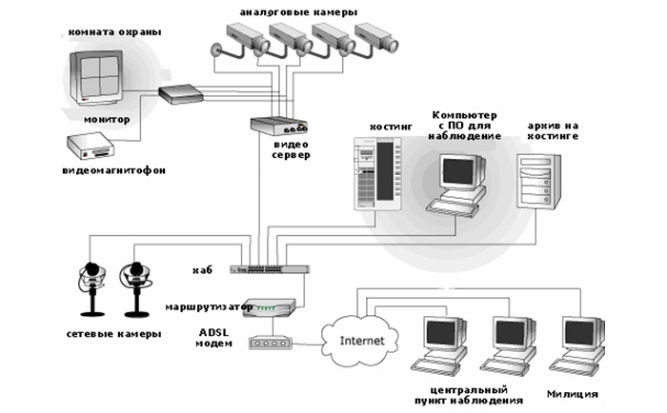 аналоговые камеры
комната охраны
монитор
видеомагнитофон
видео
сервер
хостинг
Компьютер
с ПО для
наблюдение
архив на
хостинге
хаб
маршрутизатор
сетевые камеры
ADSL
модем
Internet
центральный
пункт наблюдения
Милиция